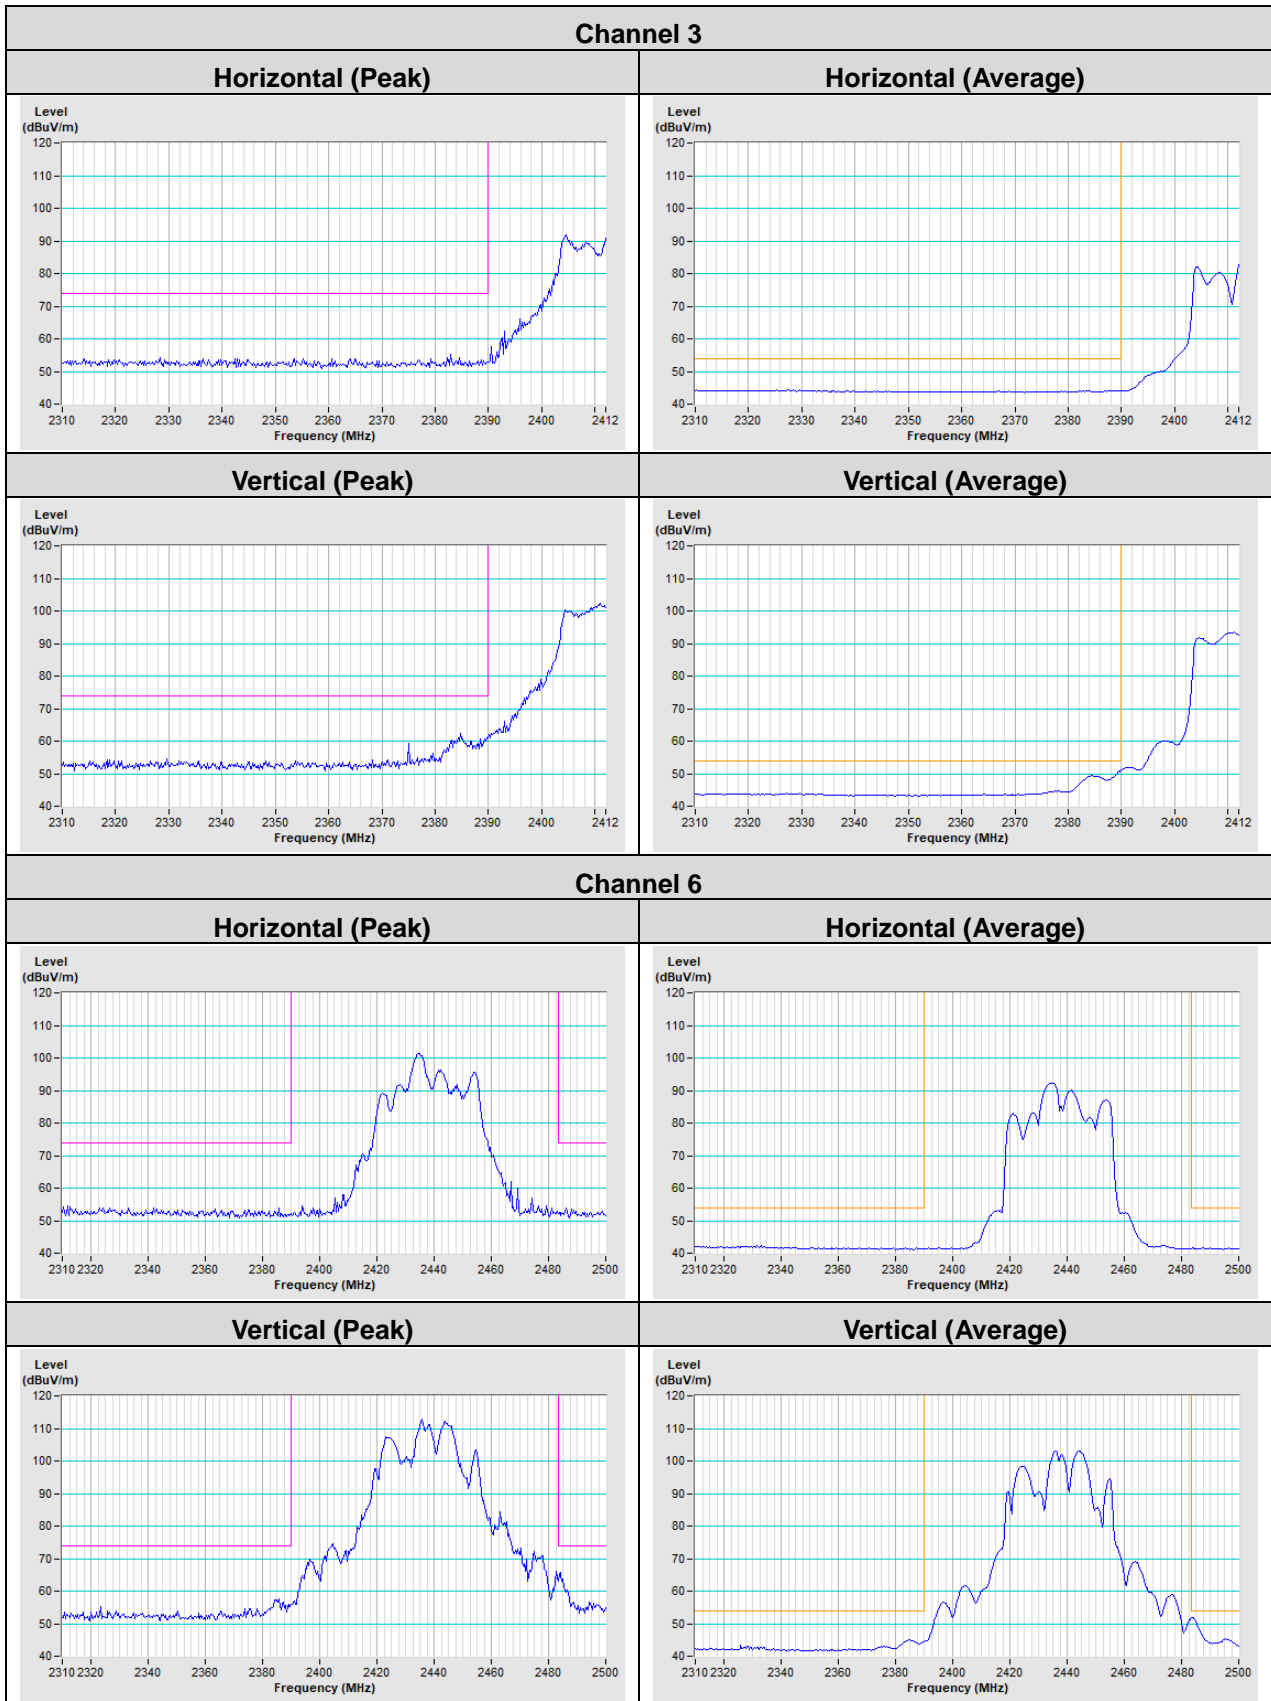 Channel 3
Horizontal (Peak)
Horizontal (Average)
Level
(dBuV/m)
120
110
100
90
80
70
60
50
40
2310 2320 2330 2340 2350 2360 2370 2380 2390 2400 2412
Frequency (MHz)
Level
(dBuV/m)
120
110
100
90
80
70
60
50
40
2310 2320 2330 2340 2350 2360 2370 2380 2390 2400 2412
Frequency (MHz)
Vertical (Peak)
Vertical (Average)
Level
(dBuV/m)
120
110
100
90
80
70
60
50
40
2310 2320 2330 2340 2350 2360 2370 2380 2390 2400 2412
Frequency (MHz)
Level
(dBuV/m)
120
110
100
90
80
70
60
50
40
2310 2320 2330 2340 2350 2360 2370 2380 2390 2400 2412
Frequency (MHz)
Channel 6
Horizontal (Peak)
Horizontal (Average)
Level
(dBuV/m)
120
110
100
90
80
70
60
50
40
2310 2320 2340 2360 2380 2400 2420 2440 2460 2480 2500
Frequency (MHz)
Level
(dBuV/m)
120
110
100
90
80
70
60
50
40
2310 2320 2340 2360 2380 2400 2420 2440 2460 2480 2500
Frequency (MHz)
Vertical (Peak)
Vertical (Average)
Level
(dBuV/m)
120
110
100
90
80
70
60
50
40
2310 2320 2340 2360 2380 2400 2420 2440 2460 2480 2500
Frequency (MHz)
Level
(dBuV/m)
120
110
100
90
80
70
60
50
40
2310 2320 2340 2360 2380 2400 2420 2440 2460 2480 2500
Frequency (MHz)